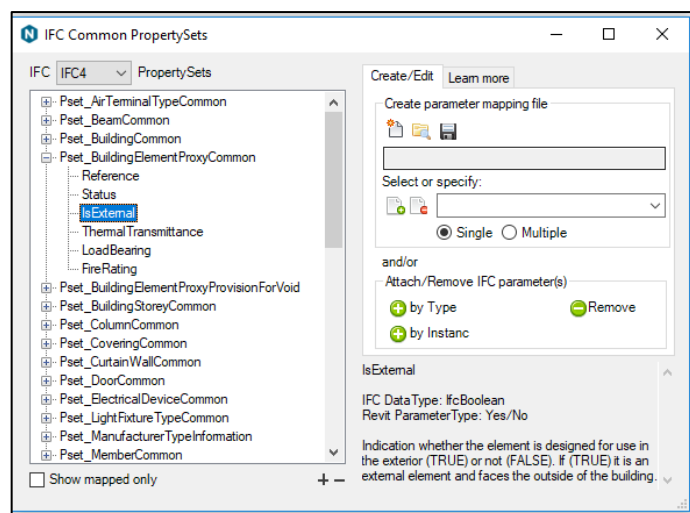 IFC Common PropertySets
IFC IFC4 PropertySets
Pset_AirTerminalTypeCommon
Pset_BeamCommon
Pset_BuildingCommon
Pset_BuildingElementProxyCommon
Reference
Status
IsExternal
ThermalTransmittance
LoadBearing
FireRating
Pset_BuildingElementProxyProvisionForVoid
Pset_BuildingStoreyCommon
Pset_ColumnCommon
Pset_CoveringCommon
Pset_CurtainWallCommon
Pset_DoorCommon
Pset_ElectricalDeviceCommon
Pset_LightFixtureTypeCommon
Pset_ManufacturerTypeInformation
Pset_MemberCommon
Show mapped only
Create/Edit Learn more
Create parameter mapping file
Select or specify:
Single Multiple
and/or
Attach/Remove IFC parameter(s)
by Type Remove
by Instanc
IsExternal
IFC DataType: IfcBoolean
Revit ParameterType: Yes/No
Indication whether the element is designed for use in
the exterior (TRUE) or not (FALSE). If (TRUE) it is an
external element and faces the outside of the building.